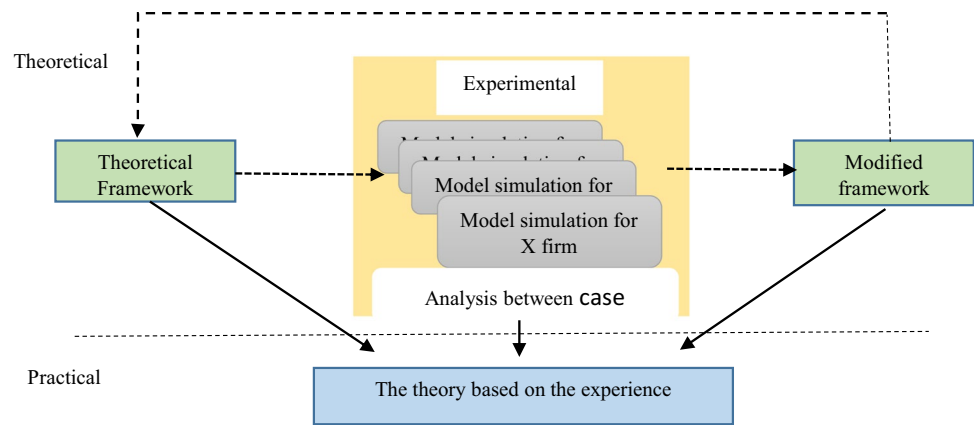 Theoretical
Experimental
Theoretical
Framework
Model simulation for
Model simulation for
X firm
Modified
framework
Analysis between case
Practical
The theory based on the experience